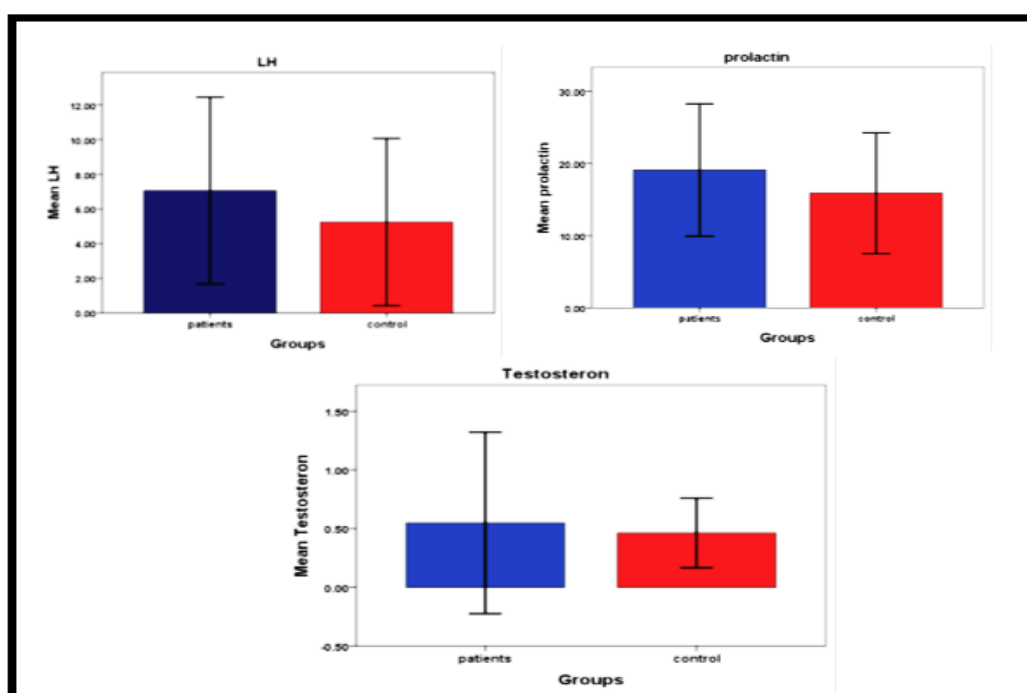 LH
Mean LH
12.00
10.00
8.00
6.00
4.00
2.00
0.00
patients
control
Groups
prolactin
Mean prolactin
30.00
20.00
10.00
0.00
patients
control
Groups
Testosteron
Mean Testosteron
1.50
1.00
0.50
0.00
-0.50
patients
control
Groups